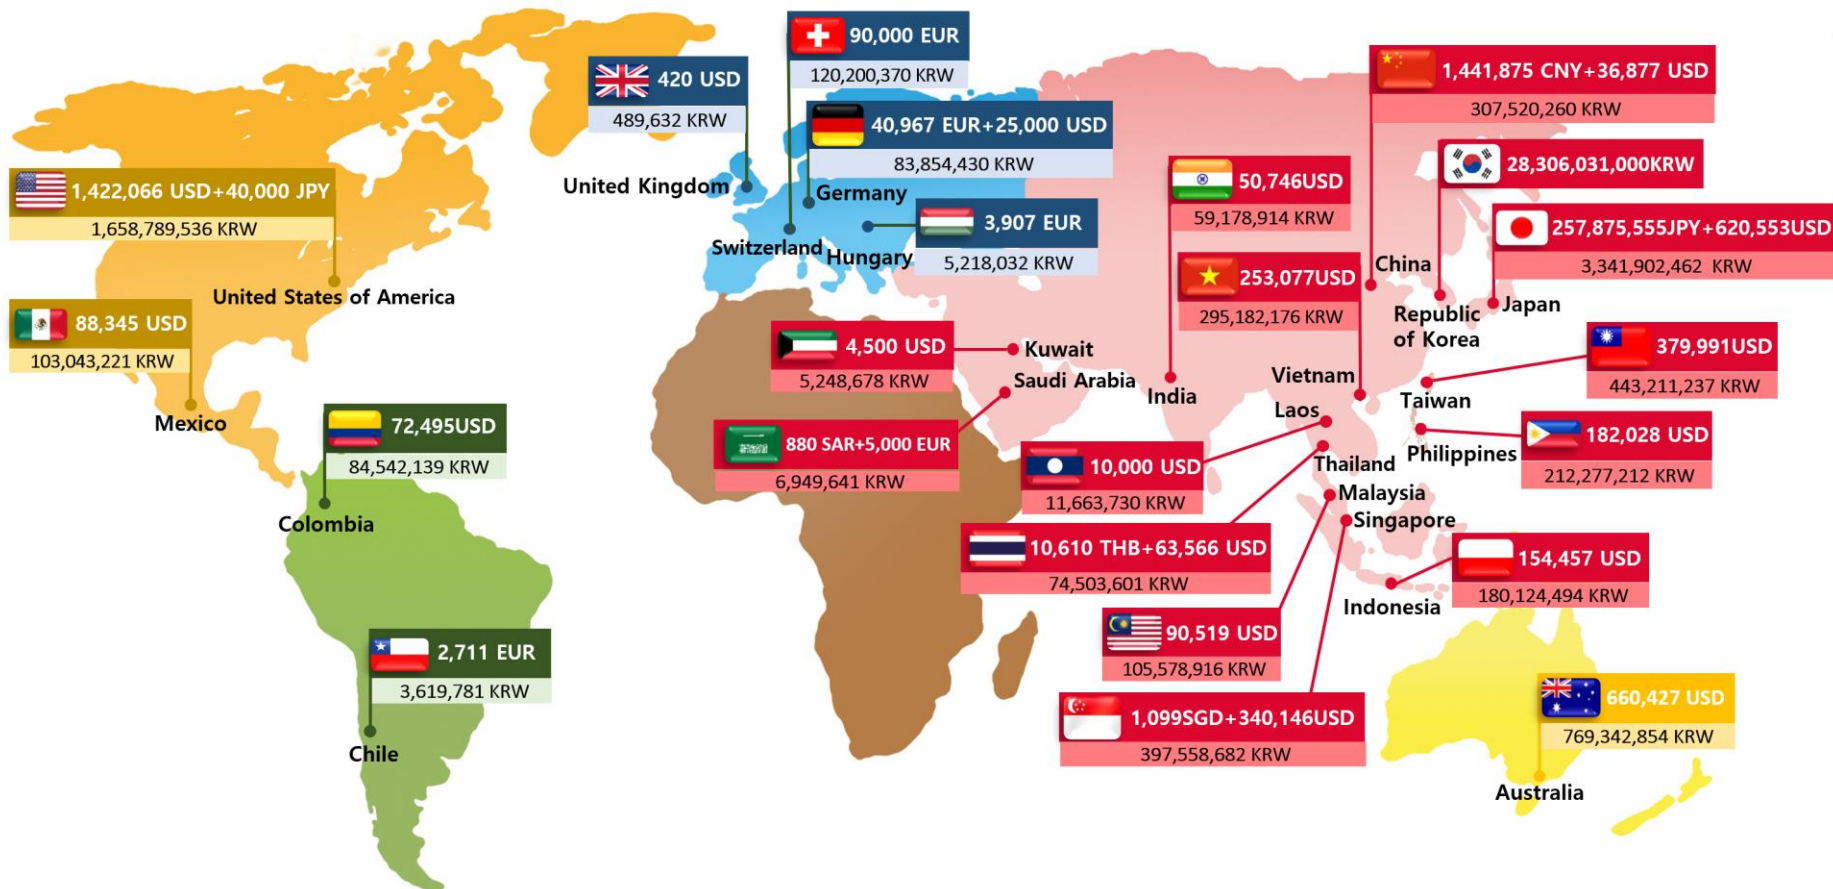 90,000 EUR
120,200,370 KRW
420 USD
489,632 KRW
1,441,875 CNY+36,877 USD
307,520,260 KRW
40,967 EUR+25,000 USD
83,854,430 KRW
28,306,031,000KRW
1,422,066 USD+40,000 JPY
1,658,789,536 KRW
United Kingdom
Germany
50,746USD
59,178,914 KRW
3,907 EUR
5,218,032 KRW
257,875,555JPY+620,553USD
3,341,902,462 KRW
Switzerland
Hungary
China
253,077USD
295,182,176 KRW
United States of America
Republic
of Korea
Japan
88,345 USD
103,043,221 KRW
4,500 USD
5,248,678 KRW
Kuwait
379,991USD
443,211,237 KRW
Saudi Arabia
India
Vietnam
Taiwan
Mexico
Laos
72,495USD
84,542,139 KRW
880 SAR+5,000 EUR
6,949,641 KRW
182,028 USD
212,277,212 KRW
Philippines
10,000 USD
11,663,730 KRW
Thailand
Malaysia
Singapore
Colombia
10,610 THB+63,566 USD
74,503,601 KRW
154,457 USD
180,124,494 KRW
Indonesia
90,519 USD
105,578,916 KRW
2,711 EUR
3,619,781 KRW
1,099SGD+340,146USD
397,558,682 KRW
660,427 USD
769,342,854 KRW
Chile
Australia